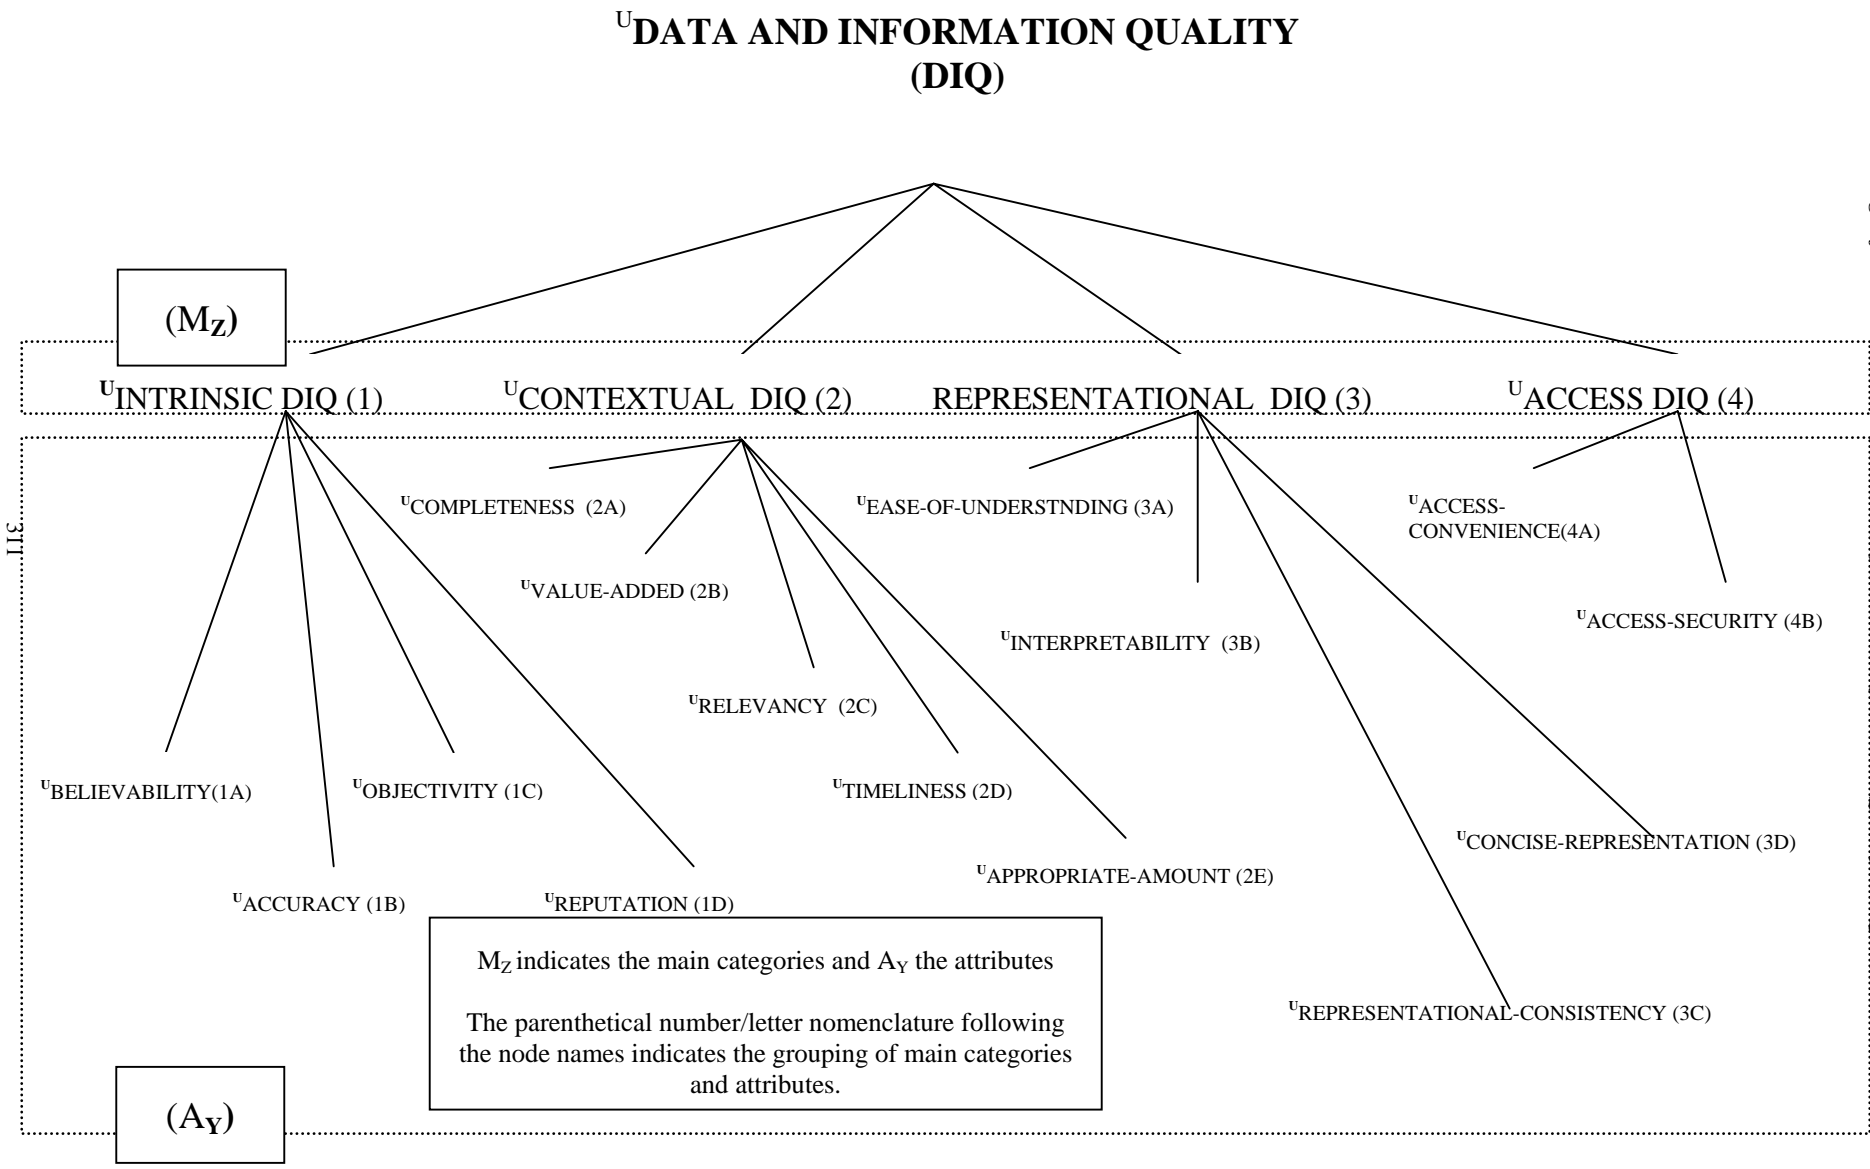 UDATA AND INFORMATION QUALITY
(DIQ)
(MZ)
UINTRINSIC DIQ (1)
UCONTEXTUAL DIQ (2)
REPRESENTATIONAL DIQ (3)
UACCESS DIQ (4)
UCOMPLETENESS (2A)
UEASE-OF-UNDERSTNDING (3A)
UACCESS-
CONVENIENCE(4A)
311
UVALUE-ADDED (2B)
UACCESS-SECURITY (4B)
UINTERPRETABILITY (3B)
URELEVANCY (2C)
UBELIEVABILITY(1A)
UOBJECTIVITY (1C)
UTIMELINESS (2D)
UCONCISE-REPRESENTATION (3D)
UAPPROPRIATE-AMOUNT (2E)
UACCURACY (1B)
UREPUTATION (1D)
MZ indicates the main categories and AY the attributes
The parenthetical number/letter nomenclature following
the node names indicates the grouping of main categories
and attributes.
UREPRESENTATIONAL-CONSISTENCY (3C)
(AY)